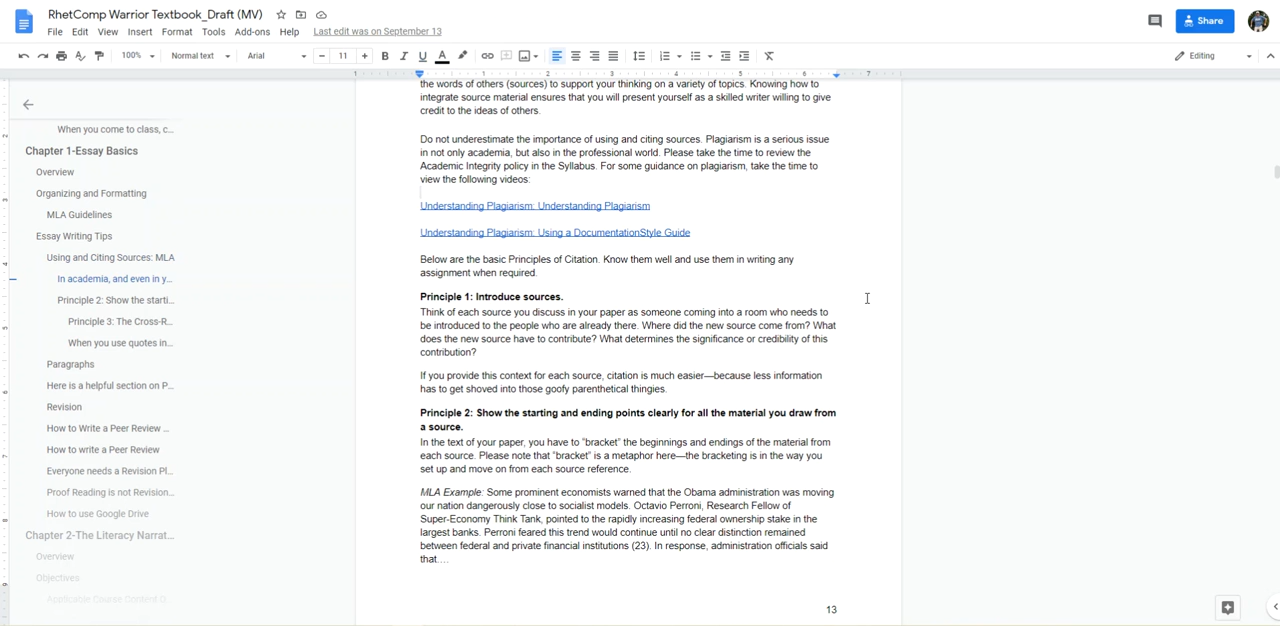 RhetComp Warrior Textbook_Draft (MV)
File Edit View Insert Format Tools Add-ons Help Last edit was on September 13
Share
100% Normal text Arial 11 B I U A Editing
1 1 2 3 4 5 6 7
When you come to class, c...
Chapter 1-Essay Basics
Overview
Organizing and Formatting
MLA Guidelines
Essay Writing Tips
Using and Citing Sources: MLA
In academia, and even in y...
Principle 2: Show the starti...
Principle 3: The Cross-R...
When you use quotes in...
Paragraphs
Here is a helpful section on P...
Revision
How to Write a Peer Review ...
How to write a Peer Review
Everyone needs a Revision Pl...
Proof Reading is not Revision...
How to use Google Drive
Chapter 2-The Literacy Narrat...
Overview
Objectives
Applicable Course Content O...
the words of others (sources) to support your thinking on a variety of topics. Knowing how to
integrate source material ensures that you will present yourself as a skilled writer willing to give
credit to the ideas of others.
Do not underestimate the importance of using and citing sources. Plagiarism is a serious issue
in not only academia, but also in the professional world. Please take the time to review the
Academic Integrity policy in the Syllabus. For some guidance on plagiarism, take the time to
view the following videos:
Understanding Plagiarism: Understanding Plagiarism
Understanding Plagiarism: Using a DocumentationStyle Guide
Below are the basic Principles of Citation. Know them well and use them in writing any
assignment when required.
Principle 1: Introduce sources.
Think of each source you discuss in your paper as someone coming into a room who needs to
be introduced to the people who are already there. Where did the new source come from? What
does the new source have to contribute? What determines the significance or credibility of this
contribution?
If you provide this context for each source, citation is much easier—because less information
has to get shoved into those goofy parenthetical thingies.
Principle 2: Show the starting and ending points clearly for all the material you draw from
a source.
In the text of your paper, you have to “bracket” the beginnings and endings of the material from
each source. Please note that “bracket” is a metaphor here—the bracketing is in the way you
set up and move on from each source reference.
MLA Example: Some prominent economists warned that the Obama administration was moving
our nation dangerously close to socialist models. Octavio Perroni, Research Fellow of
Super-Economy Think Tank, pointed to the rapidly increasing federal ownership stake in the
largest banks. Perroni feared this trend would continue until no clear distinction remained
between federal and private financial institutions (23). In response, administration officials said
that….
13